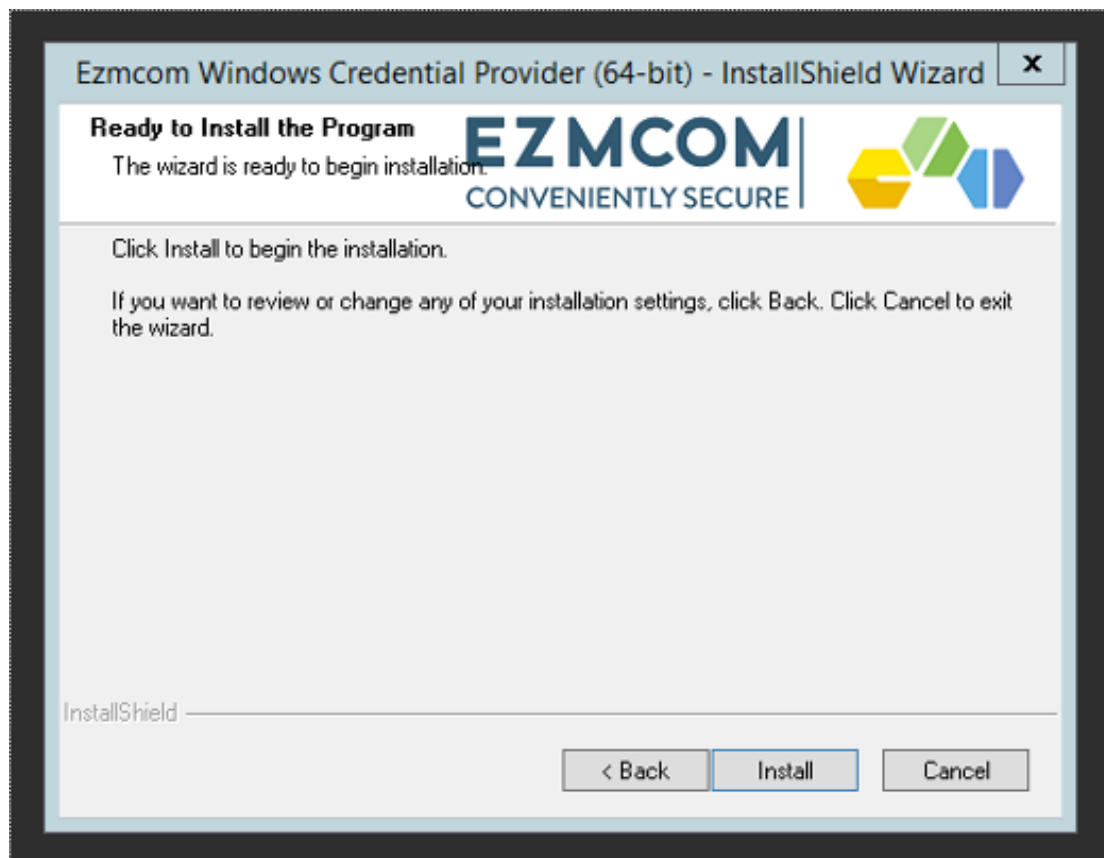 Ezmcom Windows Credential Provider (64-bit) - InstallShield Wizard
x
Ready to Install the Program
The wizard is ready to begin installation.
EZMCOM
CONVENIENTLY SECURE
Click Install to begin the installation.
If you want to review or change any of your installation settings, click Back. Click Cancel to exit
the wizard.
InstallShield
< Back
Install
Cancel